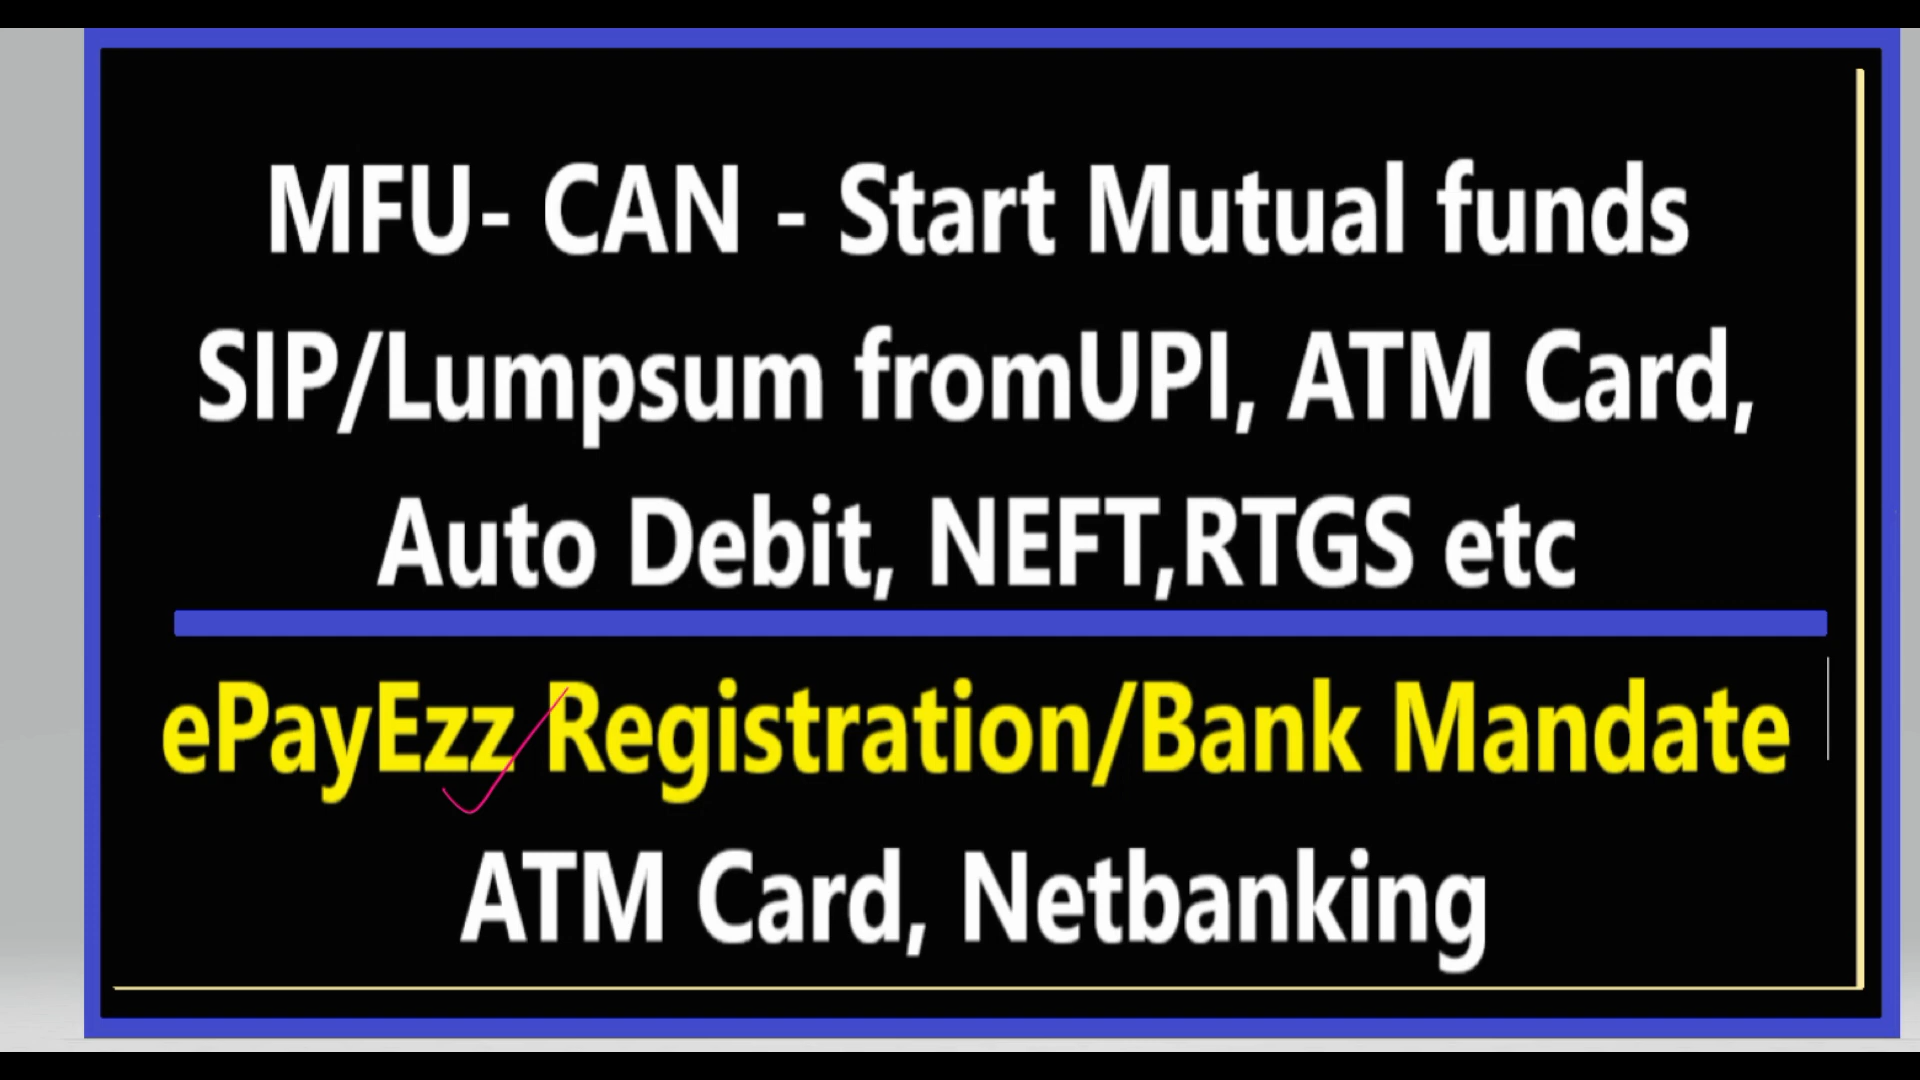 MFU- CAN - Start Mutual funds
SIP/Lumpsum fromUPI, ATM Card,
Auto Debit, NEFT,RTGS etc
ePayEzz Registration/Bank Mandate
ATM Card, Netbanking